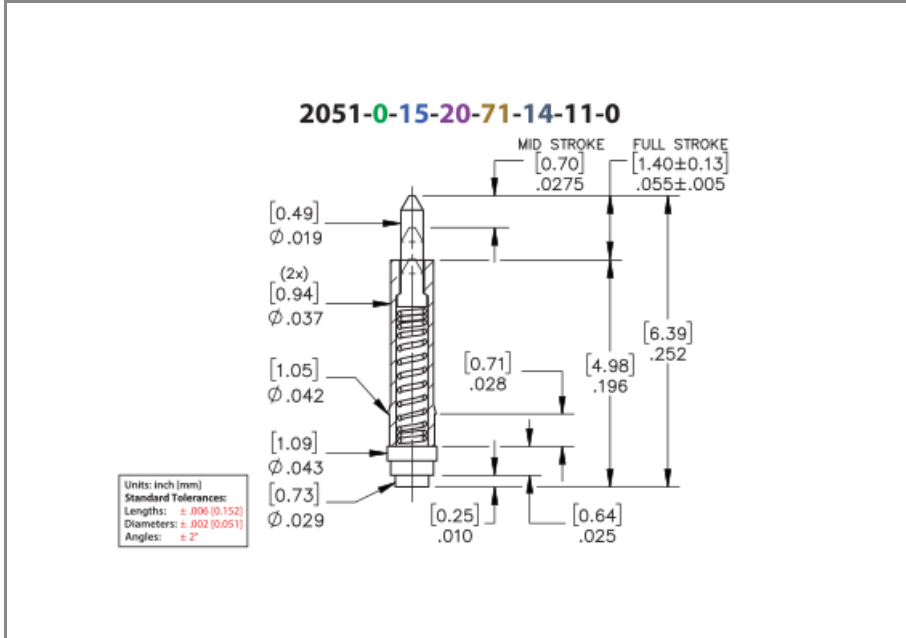 2051-0-15-20-71-14-11-0
MID STROKE
[0.70]
.0275
FULL STROKE
[1.40±0.13]
.055±.005
[0.49]
Ø.019
(2x)
[0.94]
Ø.037
[6.39]
.252
[4.98]
.196
[0.71]
.028
[1.05]
Ø.042
[1.09]
Ø.043
[0.73]
Ø.029
[0.25]
.010
[0.64]
.025
Units: inch [mm]
Standard Tolerances:
Lengths: ± .006 [0.152]
Diameters: ± .002 [0.051]
Angles: ± 2°